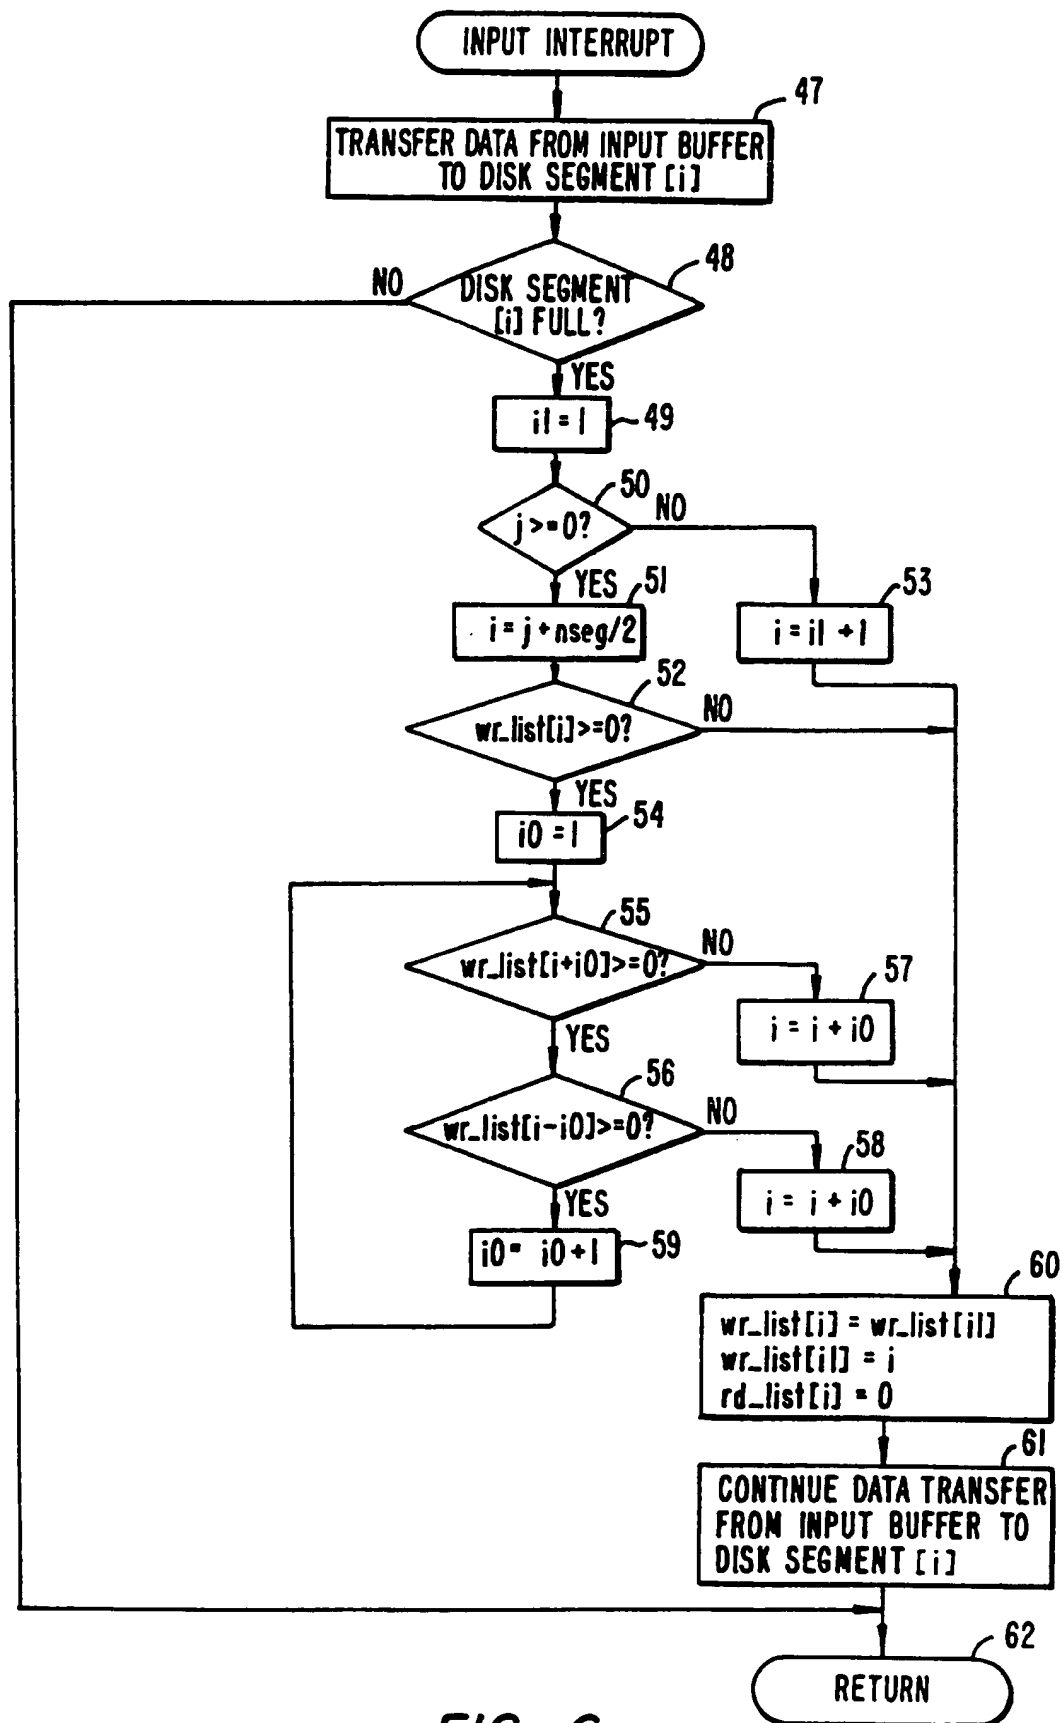 INPUT INTERRUPT
47
TRANSFER DATA FROM INPUT BUFFER
TO DISK SEGMENT [i]
48
NO
DISK SEGMENT
[i] FULL?
YES
i1 = 1
49
50
j >= 0?
NO
YES
51
i = j + nseg/2
53
i = i1 + 1
52
wr_list[i] >= 0?
NO
YES
54
i0 = 1
55
wr_list[i+i0] >= 0?
NO
57
i = i + i0
YES
56
wr_list[i-i0] >= 0?
NO
58
i = i + i0
YES
i0 = i0 + 1
59
60
wr_list[i] = wr_list[i1]
wr_list[i1] = i
rd_list[i] = 0
61
CONTINUE DATA TRANSFER
FROM INPUT BUFFER TO
DISK SEGMENT [i]
62
RETURN